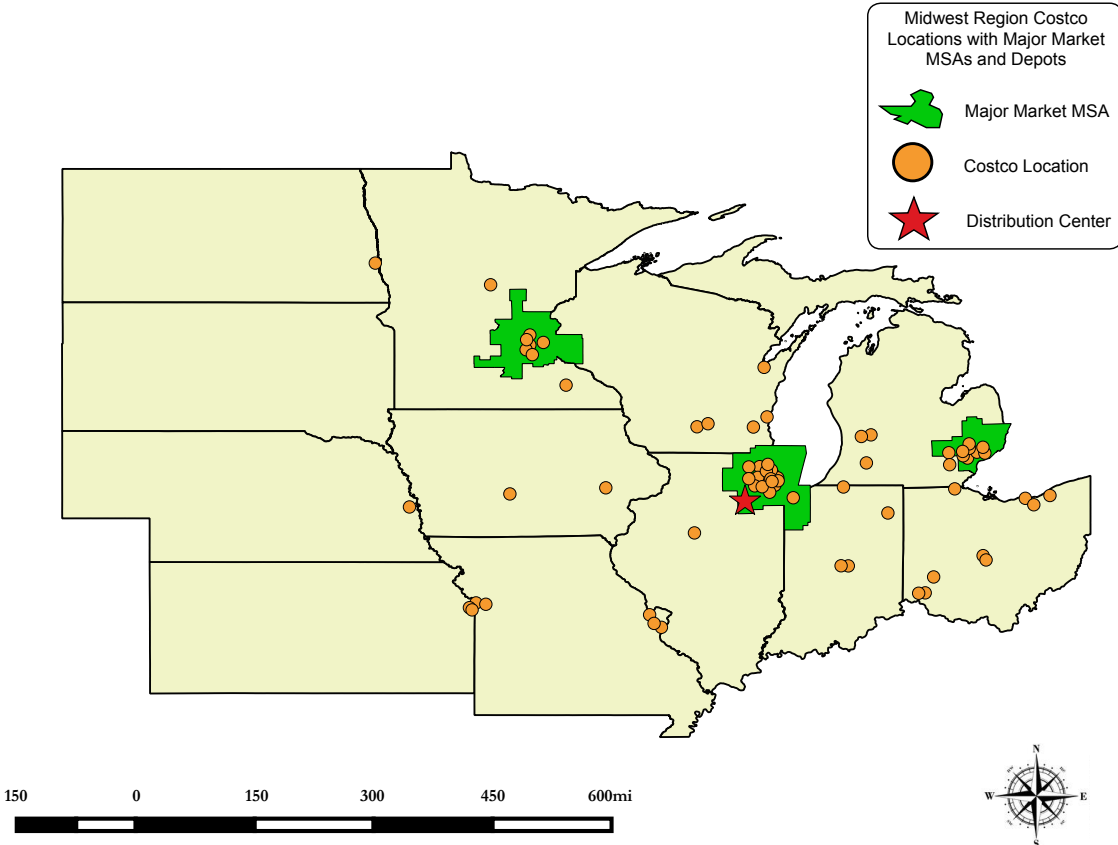 Midwest Region Costco
Locations with Major Market
MSAs and Depots
Major Market MSA
Costco Location
Distribution Center
150 0 150 300 450 600mi
N
W E
S